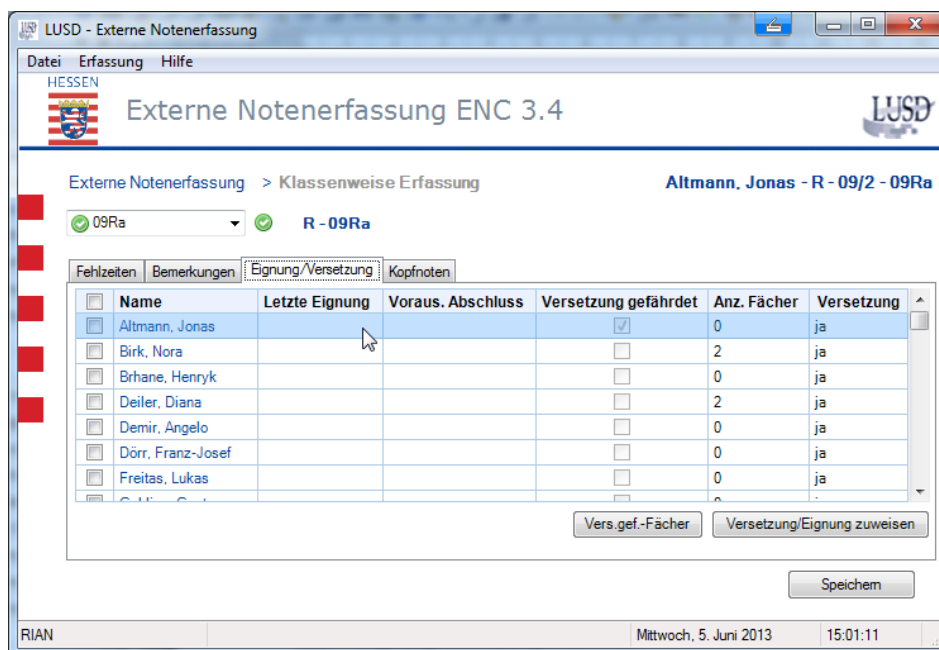 LUSD - Externe Notenerfassung
Datei Erfassung Hilfe
HESSEN
Externe Notenerfassung ENC 3.4
LUSD
Externe Notenerfassung > Klassenweise Erfassung
Altmann, Jonas - R - 09/2 - 09Ra
09Ra
R - 09Ra
Fehlzeiten Bemerkungen Eignung/Versetzung Kopfnoten
Name Letzte Eignung Voraus. Abschluss Versetzung gefährdet Anz. Fächer Versetzung
Altmann, Jonas 0 ja
Birk, Nora 2 ja
Brhane, Henryk 0 ja
Deiler, Diana 2 ja
Demir, Angelo 0 ja
Dörr, Franz-Josef 0 ja
Freitas, Lukas 0 ja
Vers.gef.-Fächer Versetzung/Eignung zuweisen
Speichern
RIAN Mittwoch, 5. Juni 2013 15:01:11